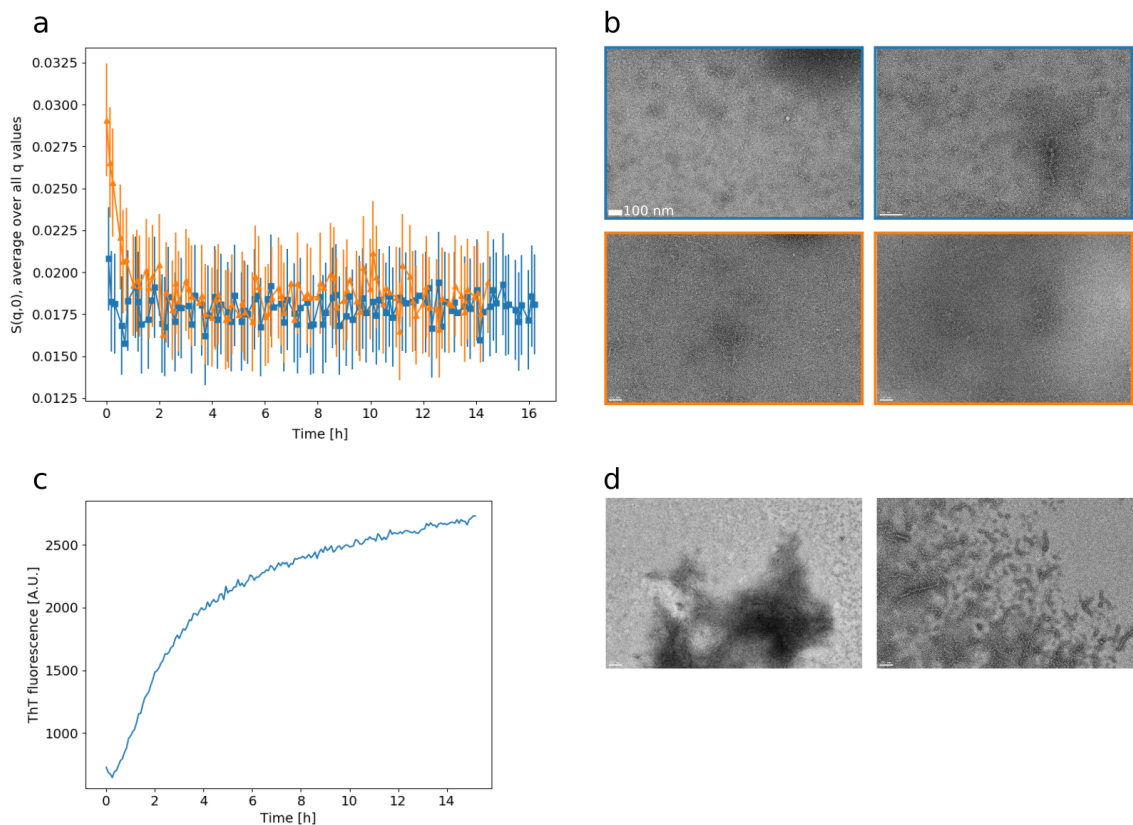 a
b
0.0325
0.0300
0.0275
0.0250
0.0225
0.0200
0.0175
0.0150
0.0125
S(q,0), average over all q values
0 2 4 6 8 10 12 14 16
Time [h]
100 nm
c
d
2500
2000
1500
1000
ThT fluorescence [A.U.]
0 2 4 6 8 10 12 14
Time [h]